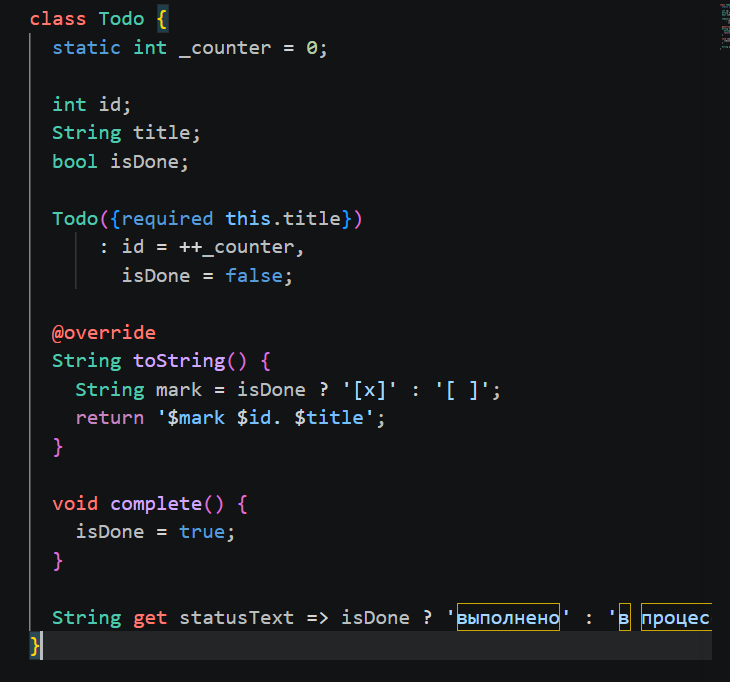 class Todo {
  static int _counter = 0;

  int id;
  String title;
  bool isDone;

  Todo({required this.title})
      : id = ++_counter,
        isDone = false;

  @override
  String toString() {
    String mark = isDone ? '[x]' : '[ ]';
    return '$mark $id. $title';
  }

  void complete() {
    isDone = true;
  }

  String get statusText => isDone ? 'выполнено' : 'в процес
}